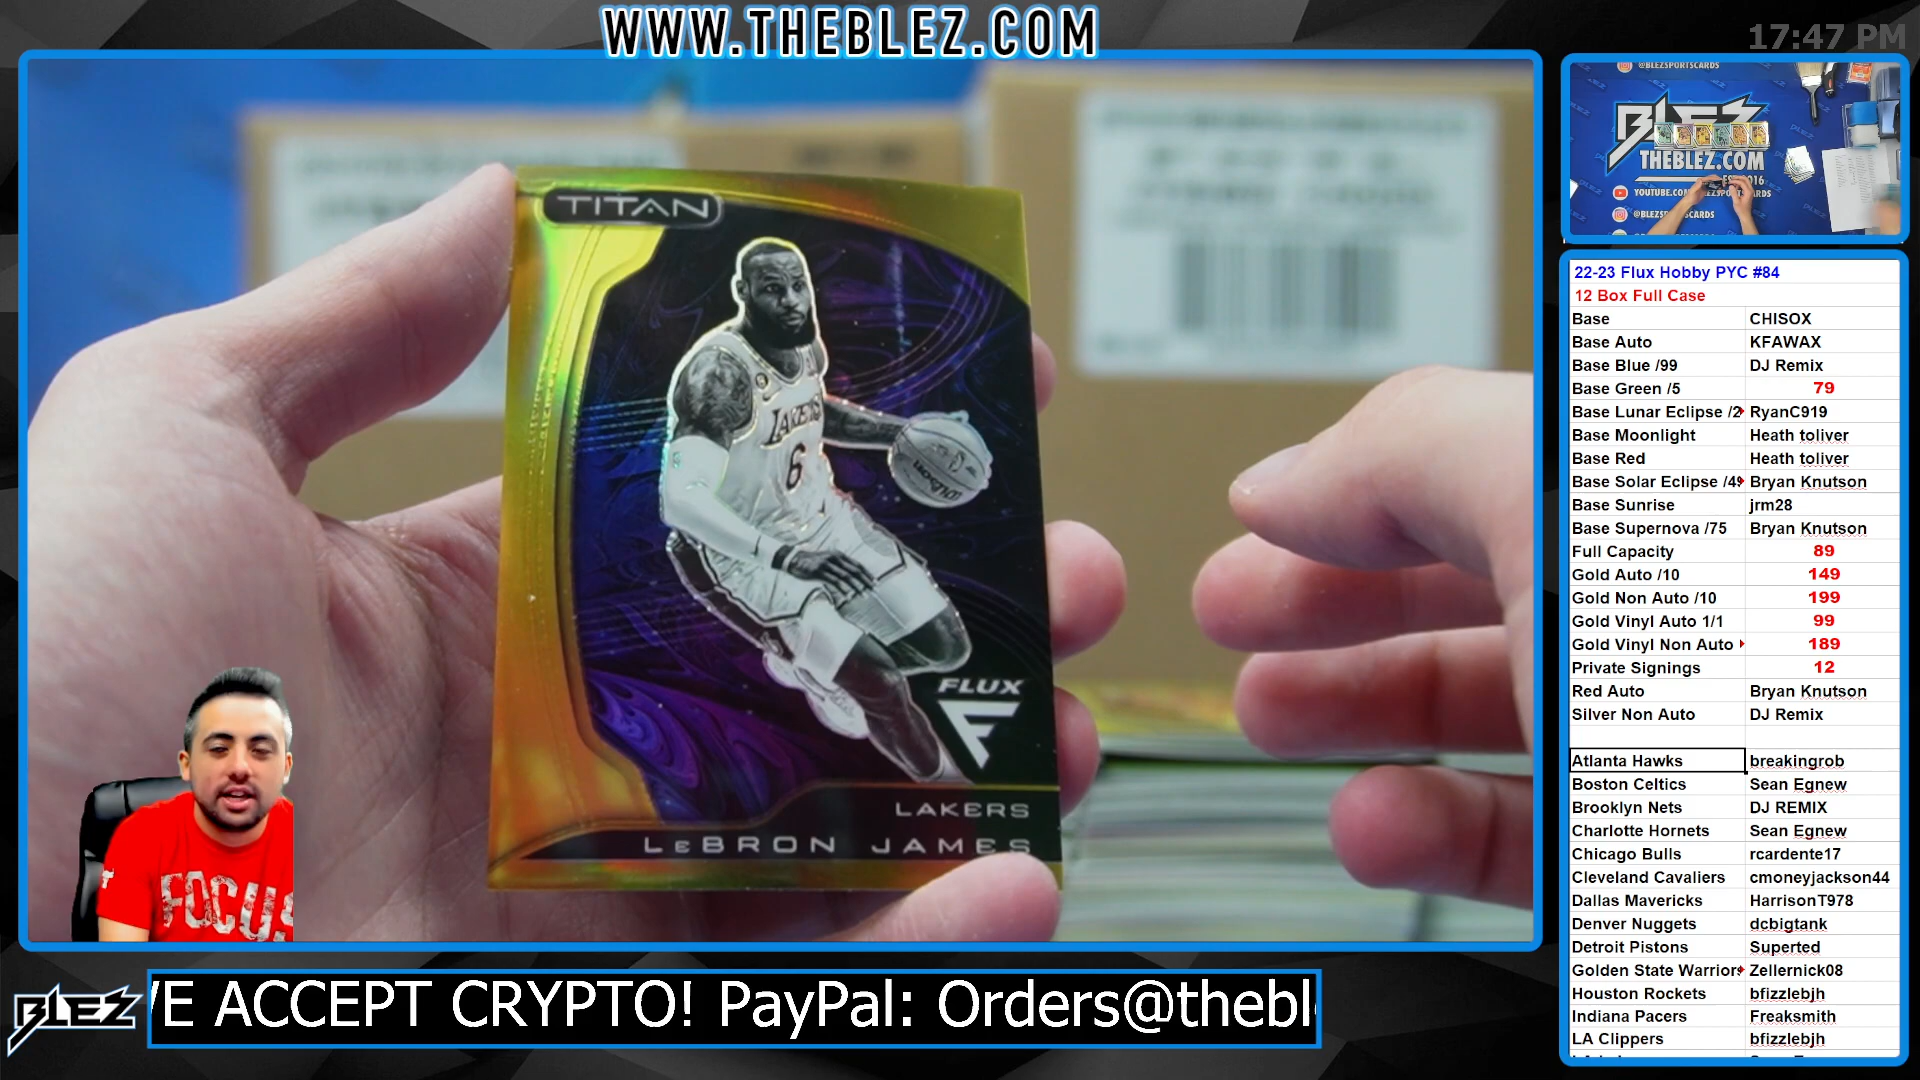 WWW.THEBLEZ.COM
17:47 PM
TITAN
LAKERS
6
WILSON
FLUX
LAKERS
LeBRON JAMES
FOCUS
BLEZ
WE ACCEPT CRYPTO! PayPal: Orders@thebl
@BLEZSPORTSCARDS
BLEZ
THEBLEZ.COM
@BLEZSP
22-23 Flux Hobby PYC #84
12 Box Full Case
Base CHISOX
Base Auto KFAWAX
Base Blue /99 DJ Remix
Base Green /5 79
Base Lunar Eclipse /2 RyanC919
Base Moonlight Heath toliver
Base Red Heath toliver
Base Solar Eclipse /49 Bryan Knutson
Base Sunrise jrm28
Base Supernova /75 Bryan Knutson
Full Capacity 89
Gold Auto /10 149
Gold Non Auto /10 199
Gold Vinyl Auto 1/1 99
Gold Vinyl Non Auto 189
Private Signings 12
Red Auto Bryan Knutson
Silver Non Auto DJ Remix
Atlanta Hawks breakingrob
Boston Celtics Sean Egnew
Brooklyn Nets DJ REMIX
Charlotte Hornets Sean Egnew
Chicago Bulls rcardente17
Cleveland Cavaliers cmoneyjackson44
Dallas Mavericks HarrisonT978
Denver Nuggets dcbigtank
Detroit Pistons Superted
Golden State Warriors Zellernick08
Houston Rockets bfizzlebjh
Indiana Pacers Freaksmith
LA Clippers bfizzlebjh